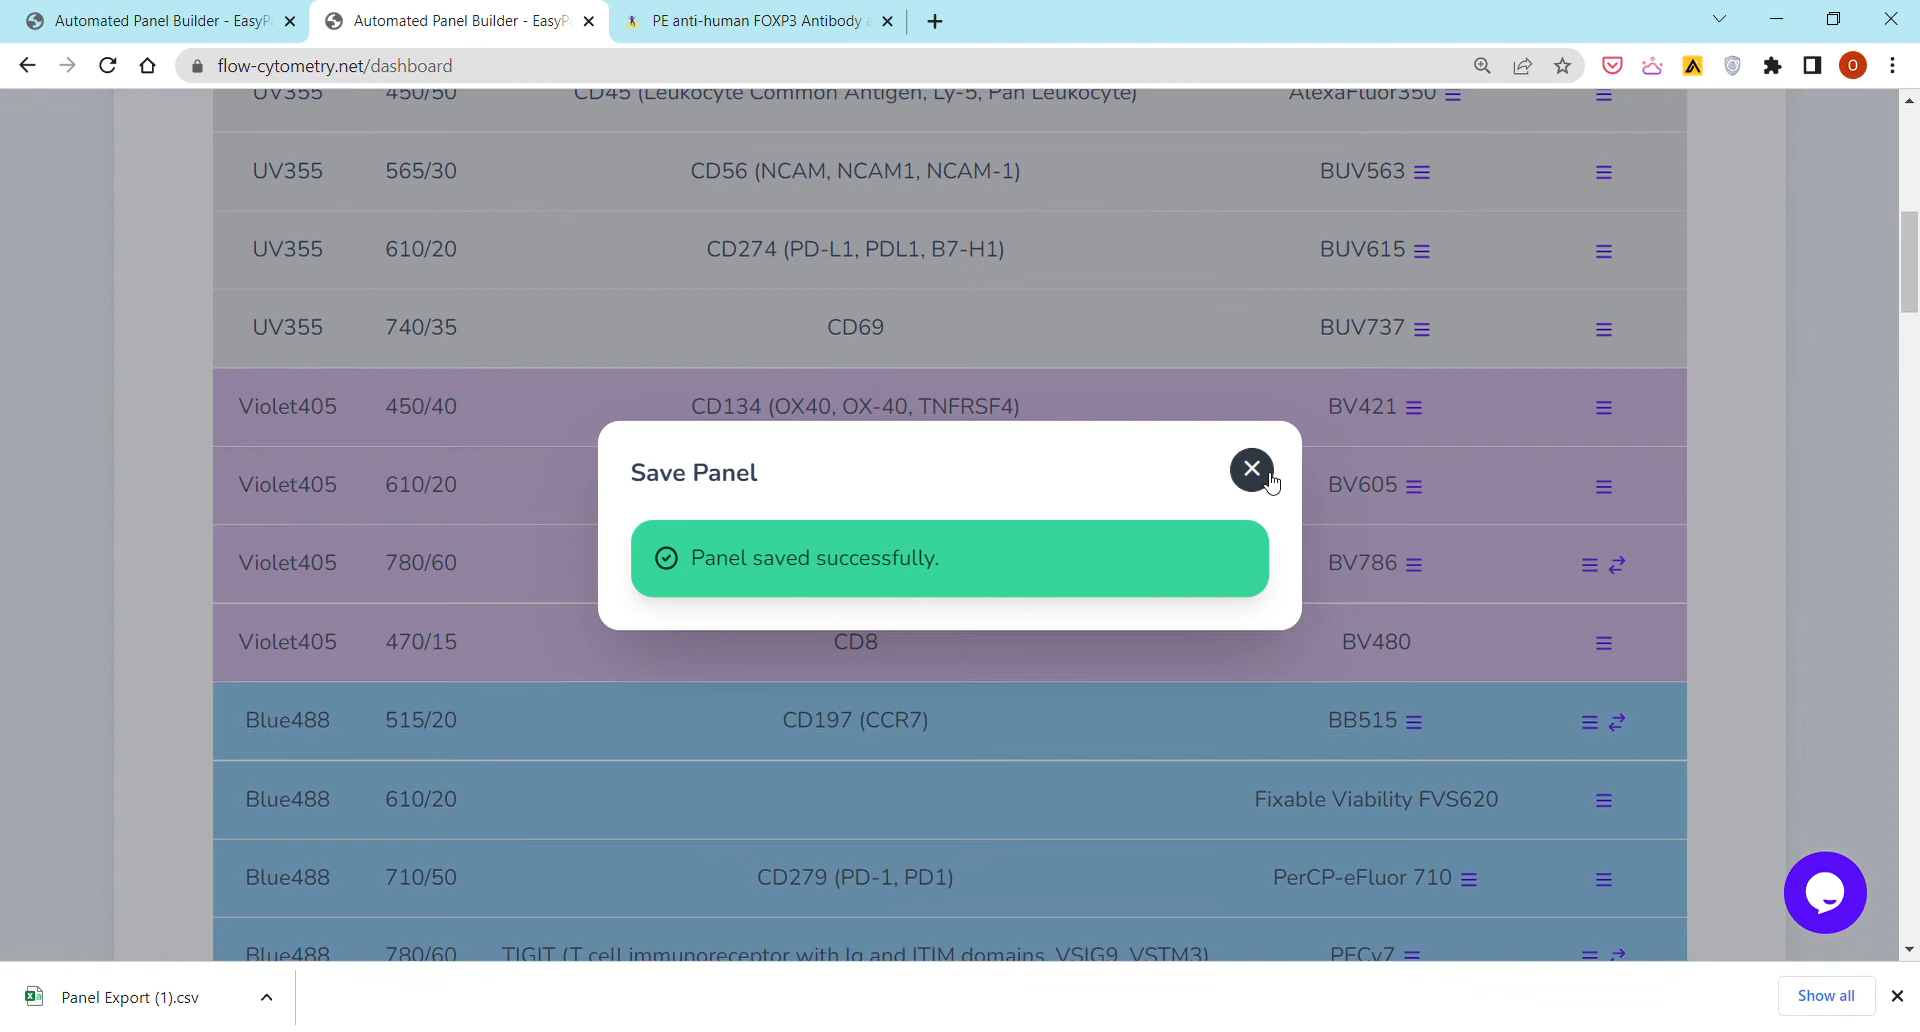 Automated Panel Builder - EasyP
Automated Panel Builder - EasyP
PE anti-human FOXP3 Antibody a
flow-cytometry.net/dashboard
O
UV355 450/50 CD45 (Leukocyte Common Antigen, Ly-5, Pan Leukocyte) AlexaFluor350
UV355 565/30 CD56 (NCAM, NCAM1, NCAM-1) BUV563
UV355 610/20 CD274 (PD-L1, PDL1, B7-H1) BUV615
UV355 740/35 CD69 BUV737
Violet405 450/40 CD134 (OX40, OX-40, TNFRSF4) BV421
Violet405 610/20 BV605
Violet405 780/60 BV786
Save Panel
Panel saved successfully.
Violet405 470/15 CD8 BV480
Blue488 515/20 CD197 (CCR7) BB515
Blue488 610/20 Fixable Viability FVS620
Blue488 710/50 CD279 (PD-1, PD1) PerCP-eFluor 710
Blue488 780/60 TIGIT (T cell immunoreceptor with Ig and ITIM domains, VSIG9, VSTM3) PECy7
Panel Export (1).csv
Show all